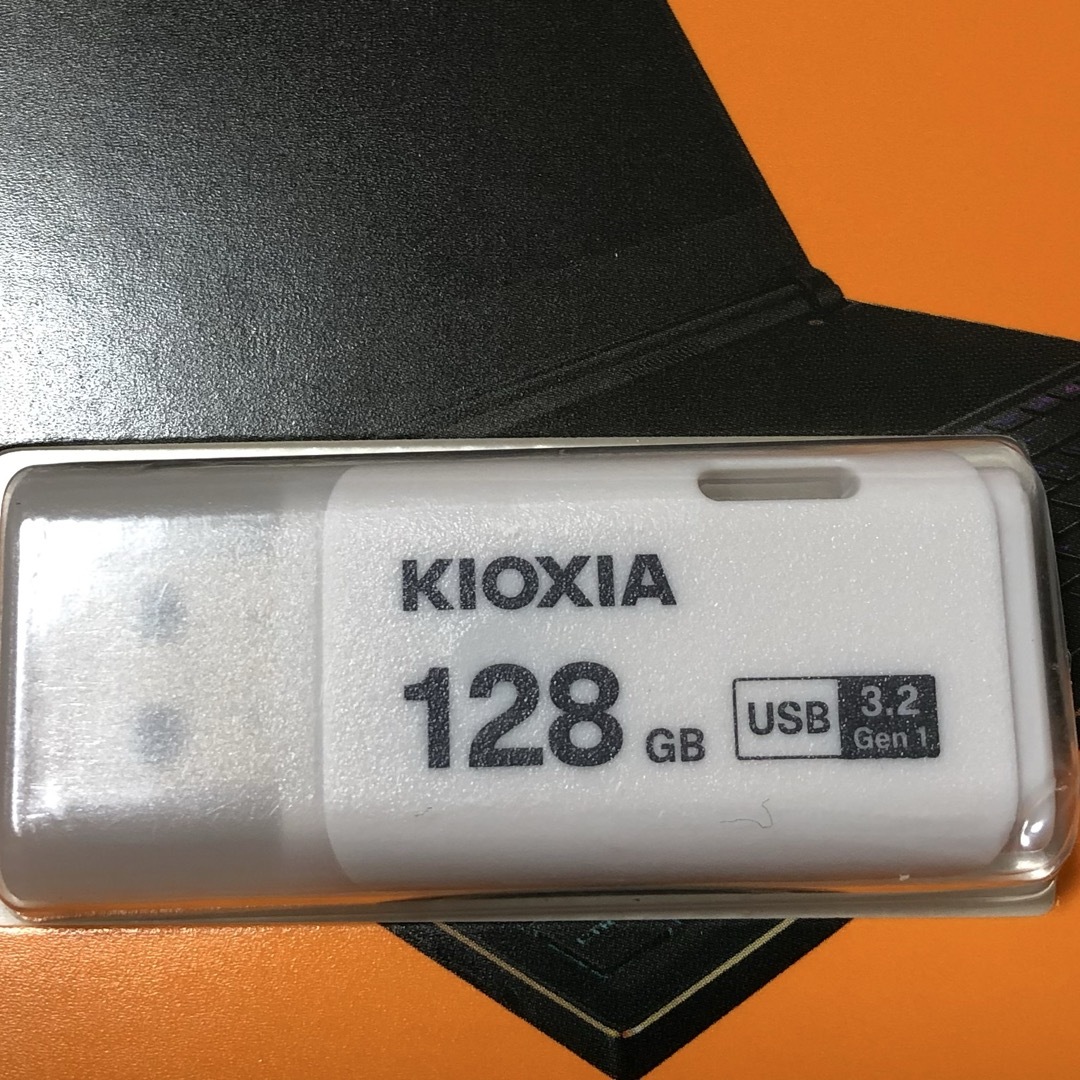 KIOXIA
128 GB
USB 3.2 Gen 1